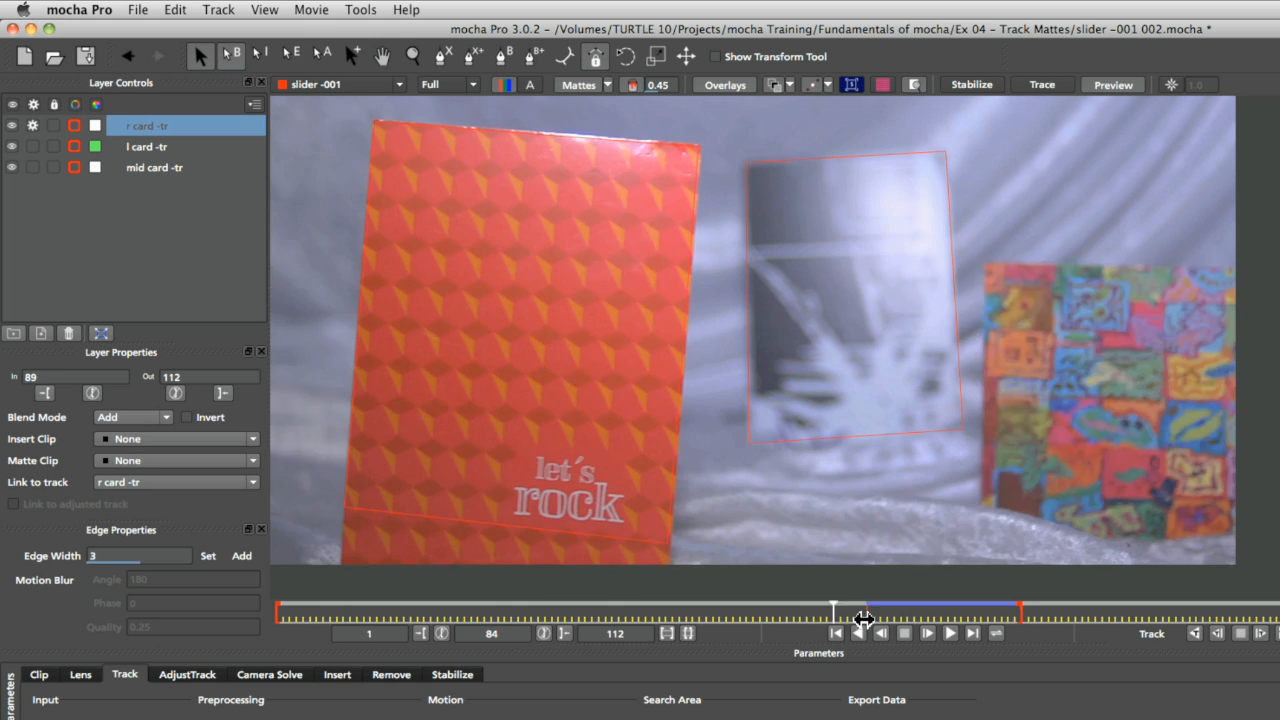 mocha Pro File Edit Track View Movie Tools Help
mocha Pro 3.0.2 - /Volumes/TURTLE 10/Projects/mocha Training/Fundamentals of mocha/Ex 04 - Track Mattes/slider -001 002.mocha *
B I E A X X+ B B+ Show Transform Tool
Layer Controls slider -001 Full A Mattes 0.45 Overlays Stabilize Trace Preview 1.0
r card -tr
l card -tr
mid card -tr
let's
rock
Layer Properties
In 89 Out 112
Blend Mode Add Invert
Insert Clip None
Matte Clip None
Link to track r card -tr
Link to adjusted track
Edge Properties
Edge Width 3 Set Add
Motion Blur Angle 180
Phase 0
Quality 0.25
1 84 112 Track
Parameters
Clip Lens Track AdjustTrack Camera Solve Insert Remove Stabilize
Input Preprocessing Motion Search Area Export Data